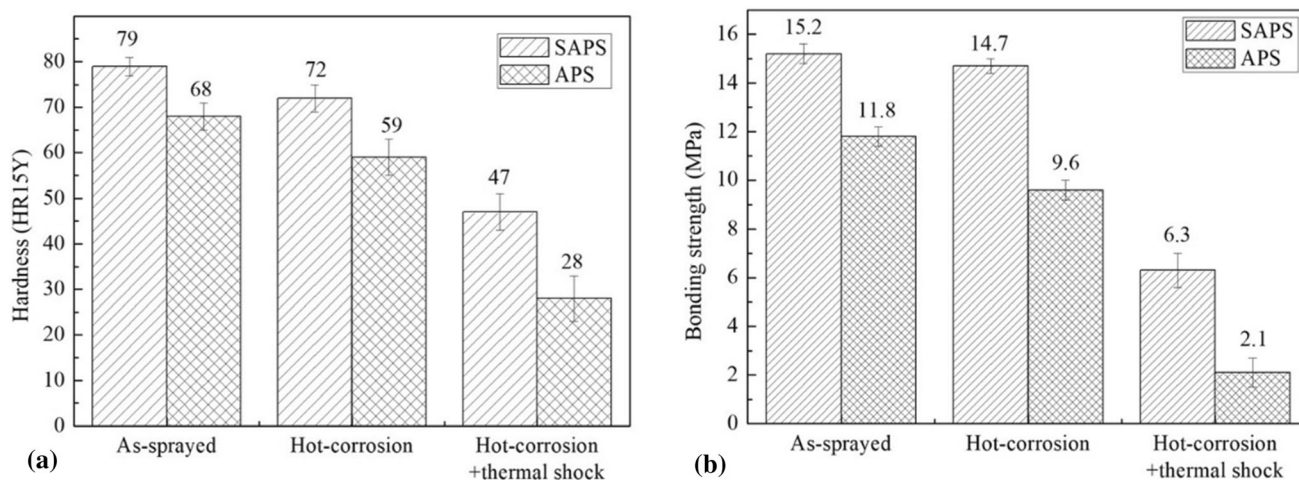 79
68
72
59
47
28
SAPS
APS
Hardness (HR15Y)
80
70
60
50
40
30
20
10
0
As-sprayed
Hot-corrosion
Hot-corrosion
+thermal shock
(a)
15.2
11.8
14.7
9.6
6.3
2.1
SAPS
APS
Bonding strength (MPa)
16
14
12
10
8
6
4
2
0
As-sprayed
Hot-corrosion
Hot-corrosion
+thermal shock
(b)